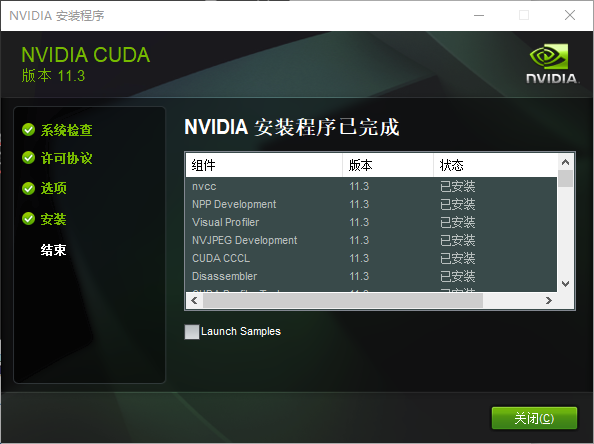 NVIDIA 安装程序
NVIDIA CUDA
版本 11.3
NVIDIA.
系统检查
许可协议
选项
安装
结束
NVIDIA 安装程序已完成
组件 版本 状态
nvcc 11.3 已安装
NPP Development 11.3 已安装
Visual Profiler 11.3 已安装
NVJPEG Development 11.3 已安装
CUDA CCCL 11.3 已安装
Disassembler 11.3 已安装
Launch Samples
关闭(C)